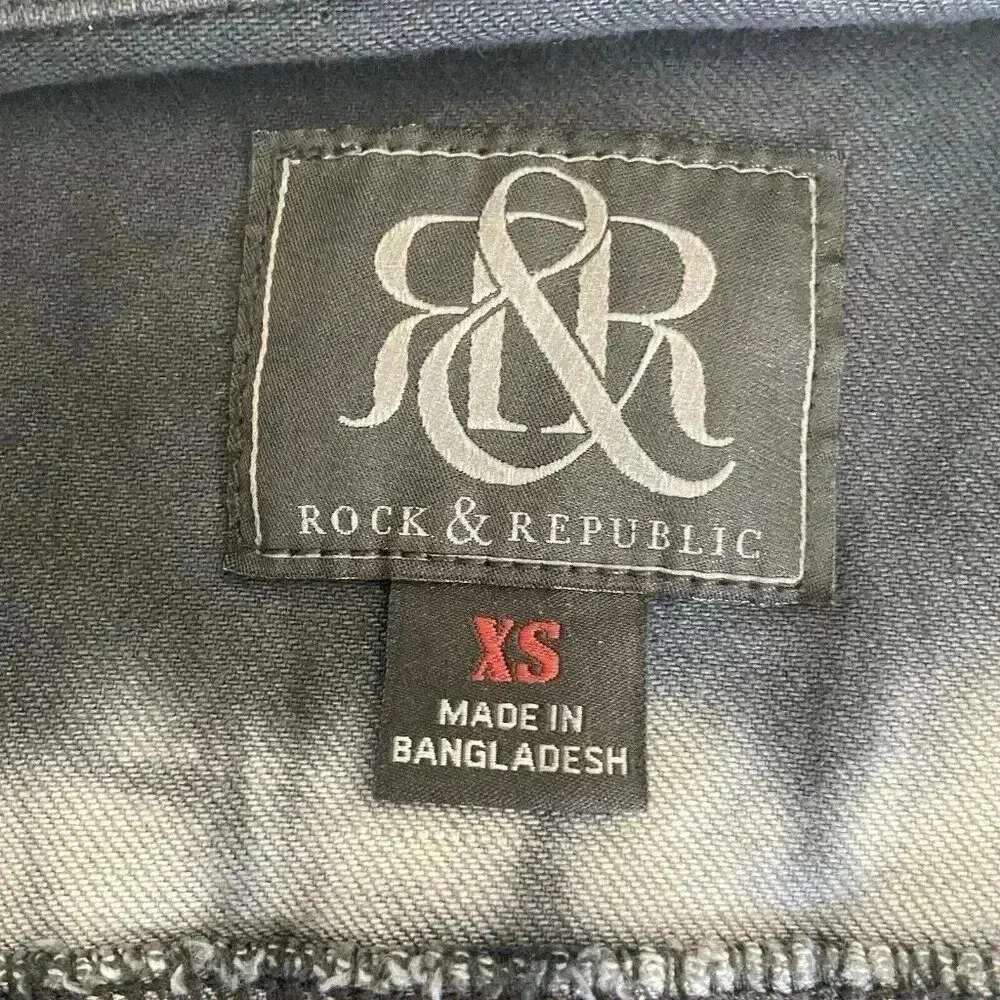 R&R
ROCK & REPUBLIC
XS
MADE IN
BANGLADESH